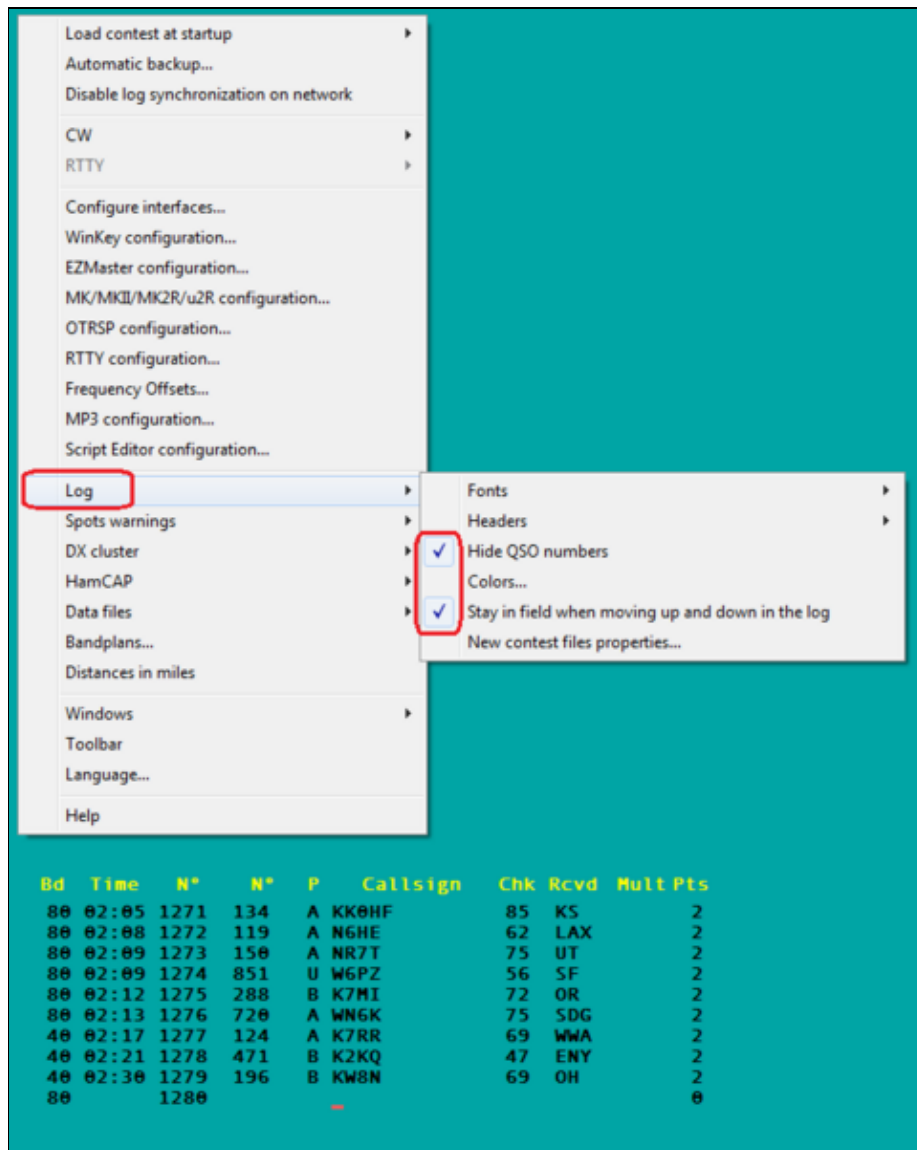 Load contest at startup
Automatic backup...
Disable log synchronization on network
CW
RTTY
Configure interfaces...
WinKey configuration...
EZMaster configuration...
MK/MKII/MK2R/u2R configuration...
OTRSP configuration...
RTTY configuration...
Frequency Offsets...
MP3 configuration...
Script Editor configuration...
Log
Spots warnings
DX cluster
HamCAP
Data files
Bandplans...
Distances in miles
Windows
Toolbar
Language...
Help
Fonts
Headers
Hide QSO numbers
Colors...
Stay in field when moving up and down in the log
New contest files properties...
Bd Time N° N° P Callsign Chk Rcvd Mult Pts
80 02:05 1271 134 A KK0HF 85 KS 2
80 02:08 1272 119 A N6HE 62 LAX 2
80 02:09 1273 150 A NR7T 75 UT 2
80 02:09 1274 851 U W6PZ 56 SF 2
80 02:12 1275 288 B K7MI 72 OR 2
80 02:13 1276 720 A WN6K 75 SDG 2
40 02:17 1277 124 A K7RR 69 WWA 2
40 02:21 1278 471 B K2KQ 47 ENY 2
40 02:30 1279 196 B KW8N 69 OH 2
80 1280 0